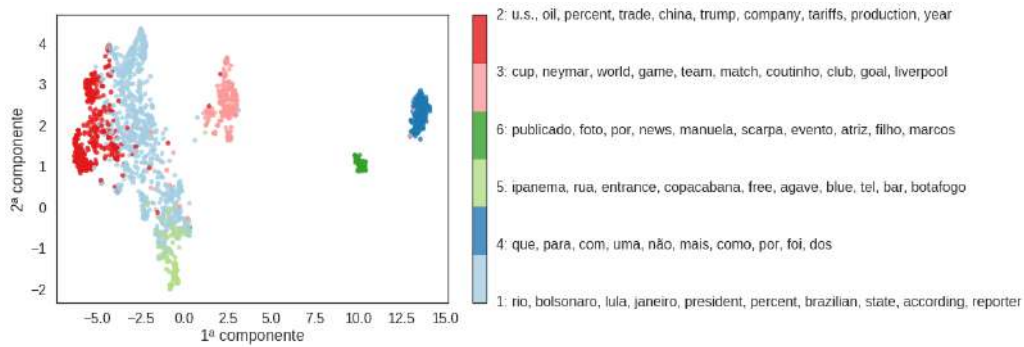 4
3
2
1
0
−1
−2
2ª componente
−5.0 −2.5 0.0 2.5 5.0 7.5 10.0 12.5 15.0
1ª componente
2: u.s., oil, percent, trade, china, trump, company, tariffs, production, year
3: cup, neymar, world, game, team, match, coutinho, club, goal, liverpool
6: publicado, foto, por, news, manuela, scarpa, evento, atriz, filho, marcos
5: ipanema, rua, entrance, copacabana, free, agave, blue, tel, bar, botafogo
4: que, para, com, uma, não, mais, como, por, foi, dos
1: rio, bolsonaro, lula, janeiro, president, percent, brazilian, state, according, reporter